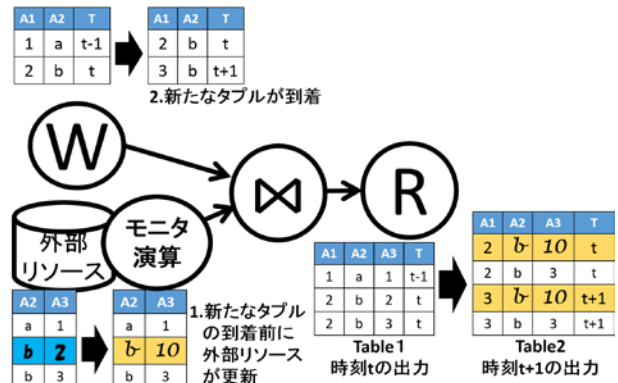 A1 A2 T
1 a t-1
2 b t
A1 A2 T
2 b t
3 b t+1
2.新たなタプルが到着
W
外部
リソース
モニタ
演算
⋈
R
A2 A3
a 1
b 2
b 3
A2 A3
a 1
b 10
b 3
1.新たなタプル
の到着前に
外部リソース
が更新
A1 A2 A3 T
1 a 1 t-1
2 b 2 t
2 b 3 t
Table1
時刻tの出力
A1 A2 A3 T
2 b 10 t
2 b 3 t
3 b 10 t+1
3 b 3 t+1
Table2
時刻t+1の出力